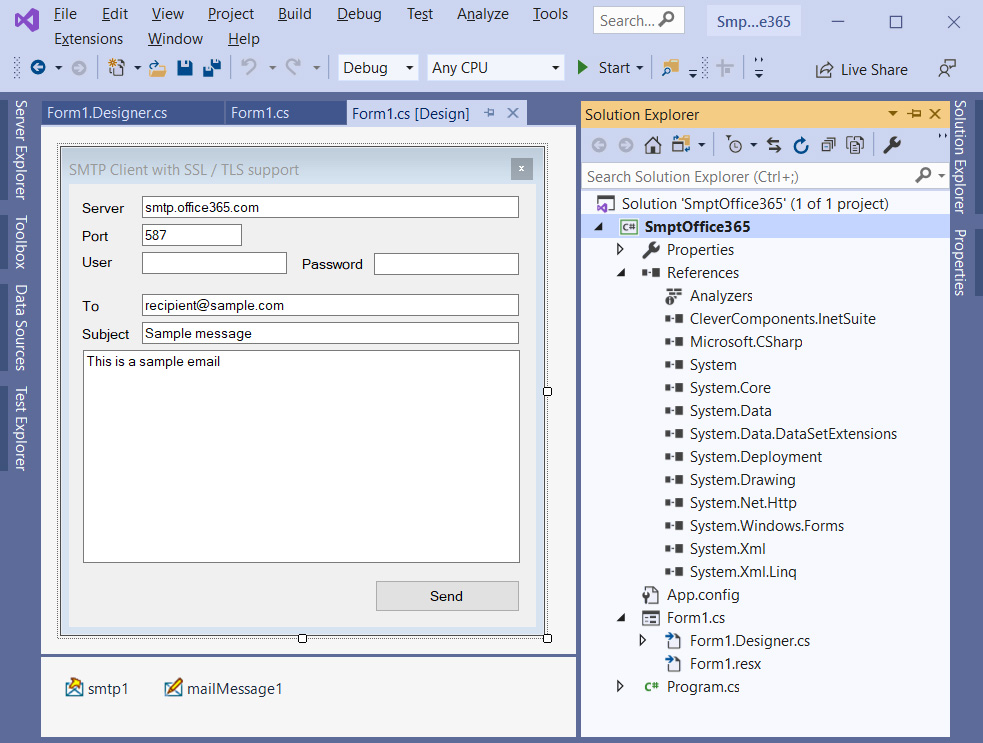 File Edit View Project Build Debug Test Analyze Tools Search... Smp...e365
Extensions Window Help
Debug Any CPU Start Live Share
Server Explorer
Toolbox
Data Sources
Test Explorer
Form1.Designer.cs Form1.cs Form1.cs [Design]
SMTP Client with SSL / TLS support
Server smtp.office365.com
Port 587
User Password
To recipient@sample.com
Subject Sample message
This is a sample email
Send
smtp1 mailMessage1
Solution Explorer
Search Solution Explorer (Ctrl+;)
Solution 'SmptOffice365' (1 of 1 project)
C# SmptOffice365
Properties
References
Analyzers
CleverComponents.InetSuite
Microsoft.CSharp
System
System.Core
System.Data
System.Data.DataSetExtensions
System.Deployment
System.Drawing
System.Net.Http
System.Windows.Forms
System.Xml
System.Xml.Linq
App.config
Form1.cs
Form1.Designer.cs
Form1.resx
C# Program.cs
Solution Explorer
Properties